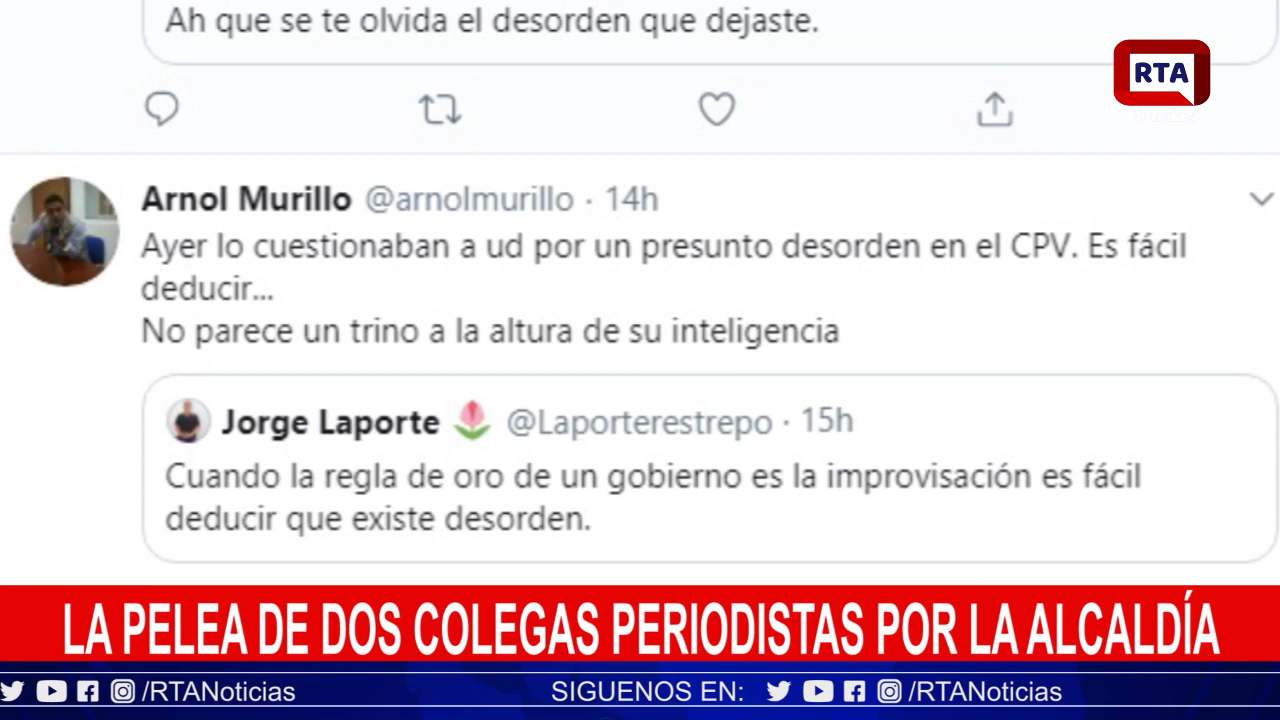 Ah que se te olvida el desorden que dejaste.
RTA
Arnol Murillo @arnolmurillo · 14h
Ayer lo cuestionaban a ud por un presunto desorden en el CPV. Es fácil
deducir...
No parece un trino a la altura de su inteligencia
Jorge Laporte 🌷 @Laporterestrepo · 15h
Cuando la regla de oro de un gobierno es la improvisación es fácil
deducir que existe desorden.
LA PELEA DE DOS COLEGAS PERIODISTAS POR LA ALCALDÍA
/RTANoticias SIGUENOS EN: /RTANoticias